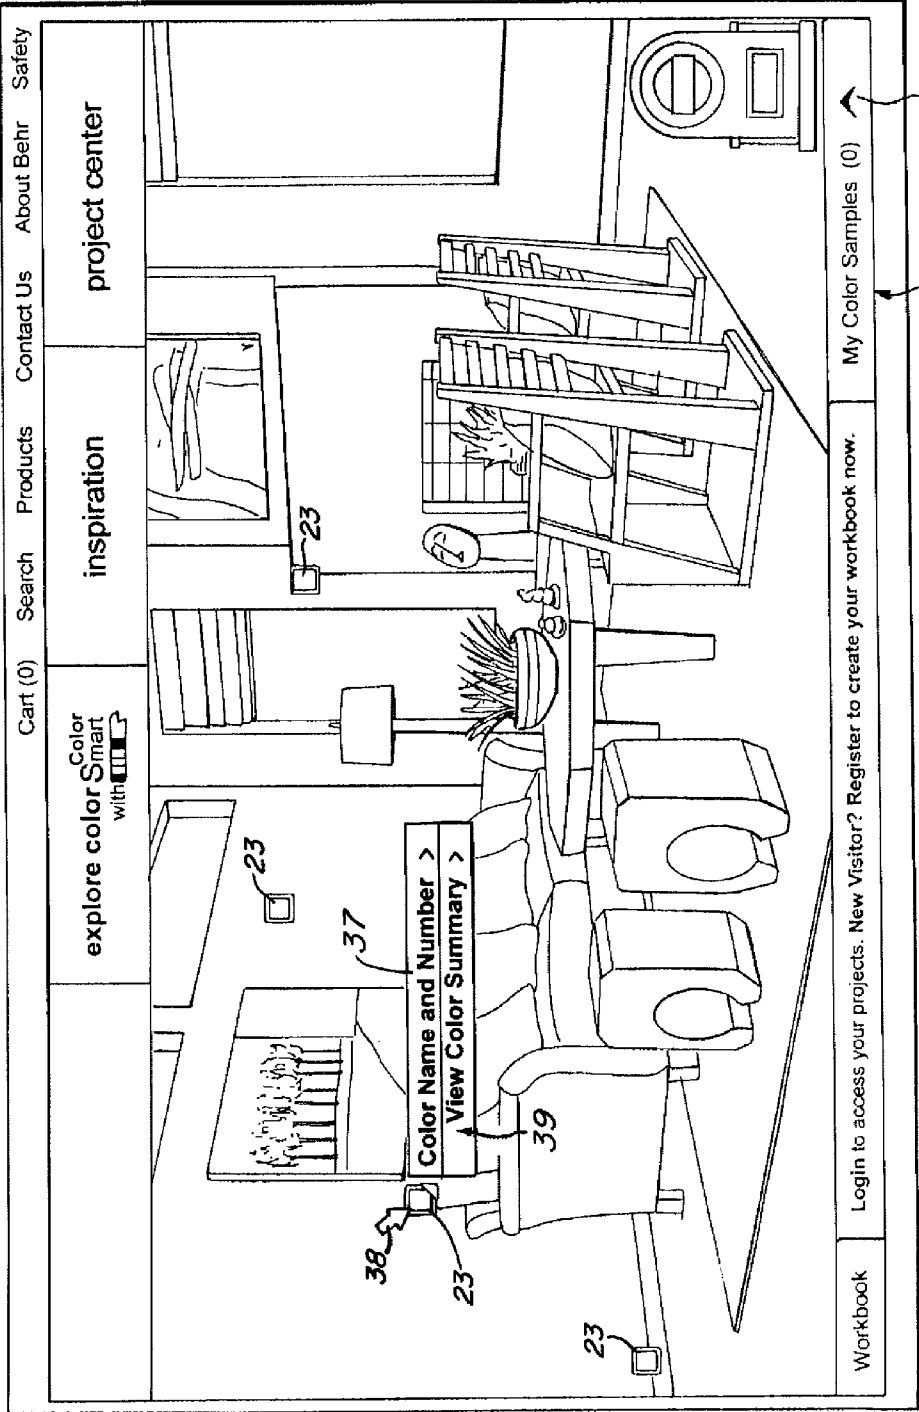 Cart (0) Search Products Contact Us About Behr Safety
explore color
with
Color
Smart
inspiration
project center
23
23
37
Color Name and Number >
View Color Summary >
38
23
39
23
Workbook
Login to access your projects. New Visitor? Register to create your workbook now.
My Color Samples (0)